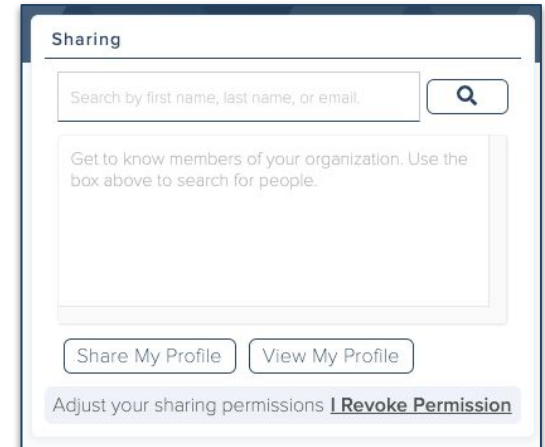 Sharing
Search by first name, last name, or email.
Get to know members of your organization. Use the
box above to search for people.
Share My Profile View My Profile
Adjust your sharing permissions I Revoke Permission